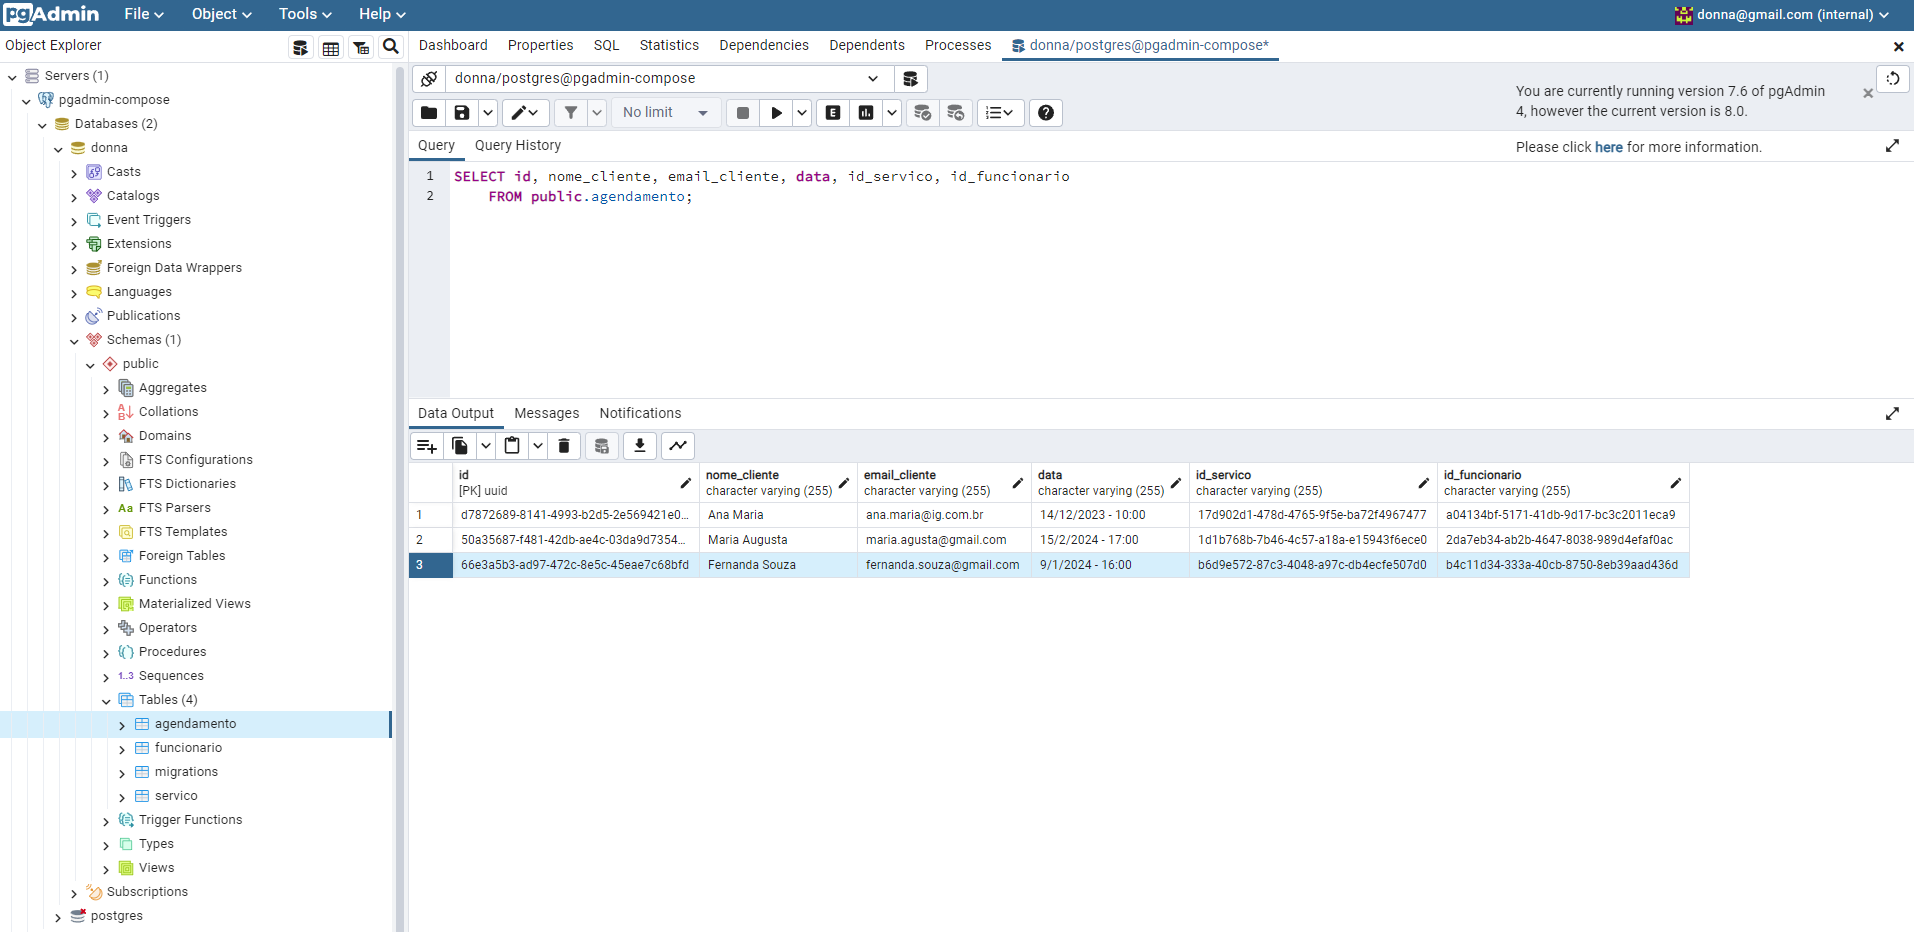 pgAdmin File Object Tools Help donna@gmail.com (internal)
Object Explorer
Dashboard Properties SQL Statistics Dependencies Dependents Processes donna/postgres@pgadmin-compose*
Servers (1)
pgadmin-compose
Databases (2)
donna
Casts
Catalogs
Event Triggers
Extensions
Foreign Data Wrappers
Languages
Publications
Schemas (1)
public
Aggregates
Collations
Domains
FTS Configurations
FTS Dictionaries
Aa FTS Parsers
FTS Templates
Foreign Tables
Functions
Materialized Views
Operators
Procedures
1..3 Sequences
Tables (4)
agendamento
funcionario
migrations
servico
Trigger Functions
Types
Views
Subscriptions
postgres
donna/postgres@pgadmin-compose
No limit
E
You are currently running version 7.6 of pgAdmin
4, however the current version is 8.0.
Please click here for more information.
Query Query History
1 SELECT id, nome_cliente, email_cliente, data, id_servico, id_funcionario
2 FROM public.agendamento;
Data Output Messages Notifications
id nome_cliente email_cliente data id_servico id_funcionario
[PK] uuid character varying (255) character varying (255) character varying (255) character varying (255) character varying (255)
1 d7872689-8141-4993-b2d5-2e569421e0... Ana Maria ana.maria@ig.com.br 14/12/2023 - 10:00 17d902d1-478d-4765-9f5e-ba72f4967477 a04134bf-5171-41db-9d17-bc3c2011eca9
2 50a35687-f481-42db-ae4c-03da9d7354... Maria Augusta maria.agusta@gmail.com 15/2/2024 - 17:00 1d1b768b-7b46-4c57-a18a-e15943f6ece0 2da7eb34-ab2b-4647-8038-989d4efaf0ac
3 66e3a5b3-ad97-472c-8e5c-45eae7c68bfd Fernanda Souza fernanda.souza@gmail.com 9/1/2024 - 16:00 b6d9e572-87c3-4048-a97c-db4ecfe507d0 b4c11d34-333a-40cb-8750-8eb39aad436d